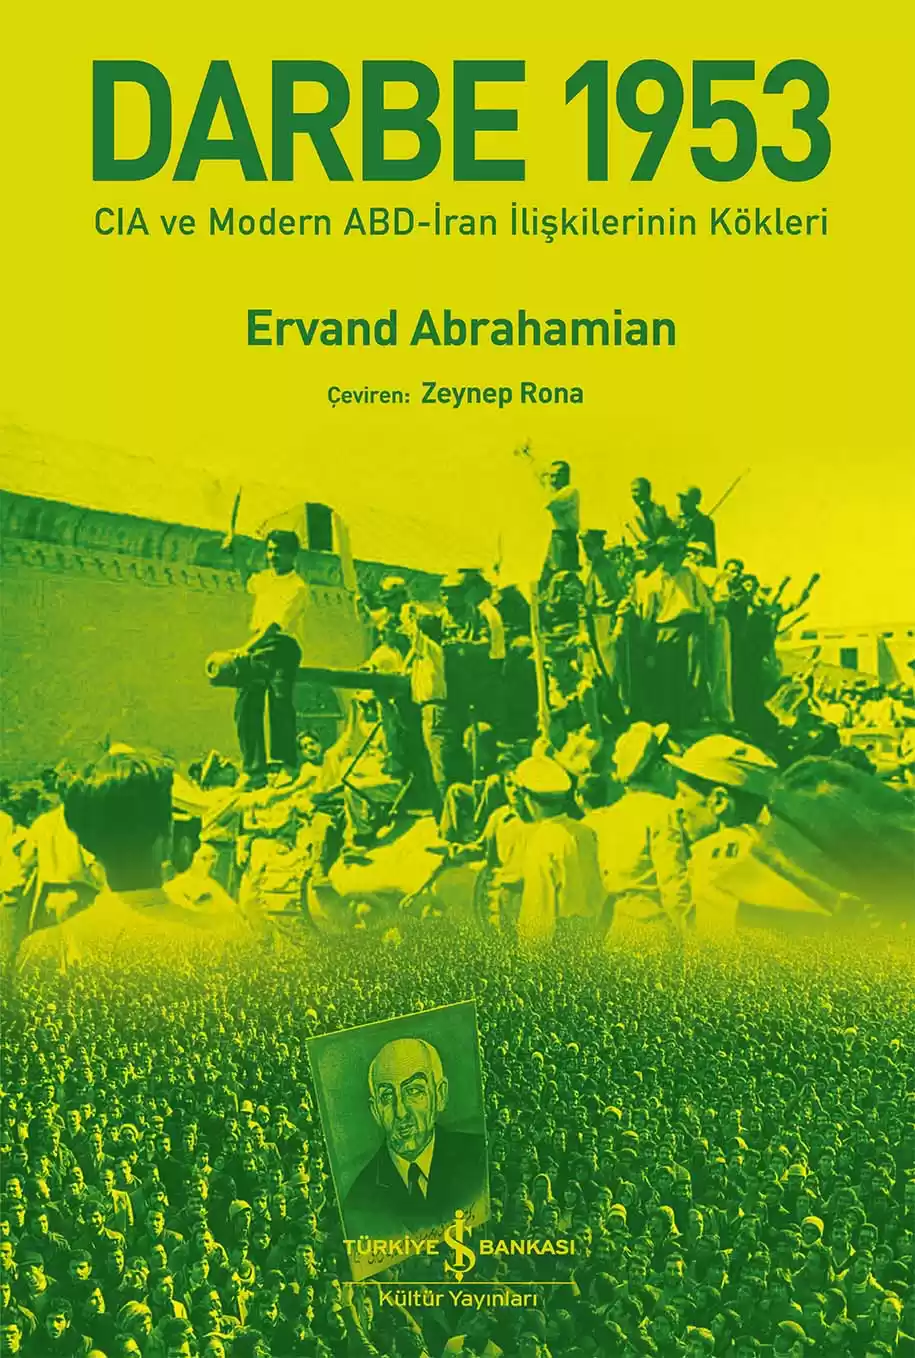 DARBE 1953
CIA ve Modern ABD-İran İlişkilerinin Kökleri
Ervand Abrahamian
Çeviren: Zeynep Rona
TÜRKİYE İŞ BANKASI
Kültür Yayınları